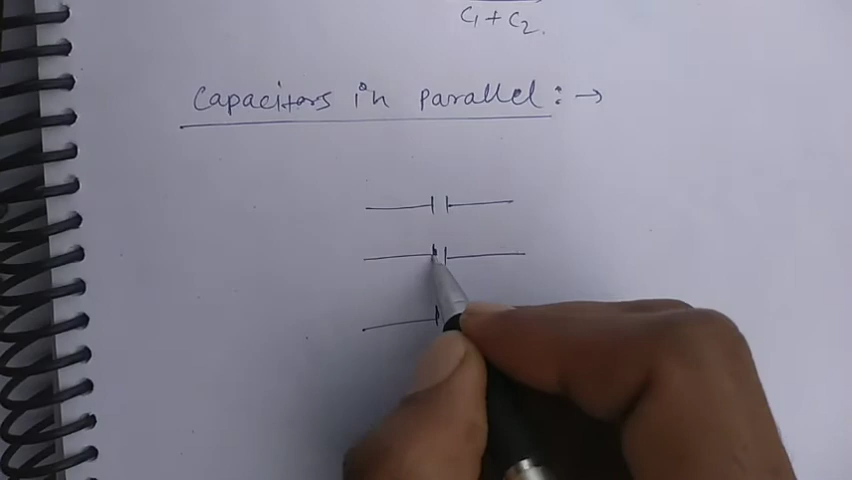 C₁ + C₂.
Capacitors in parallel : →